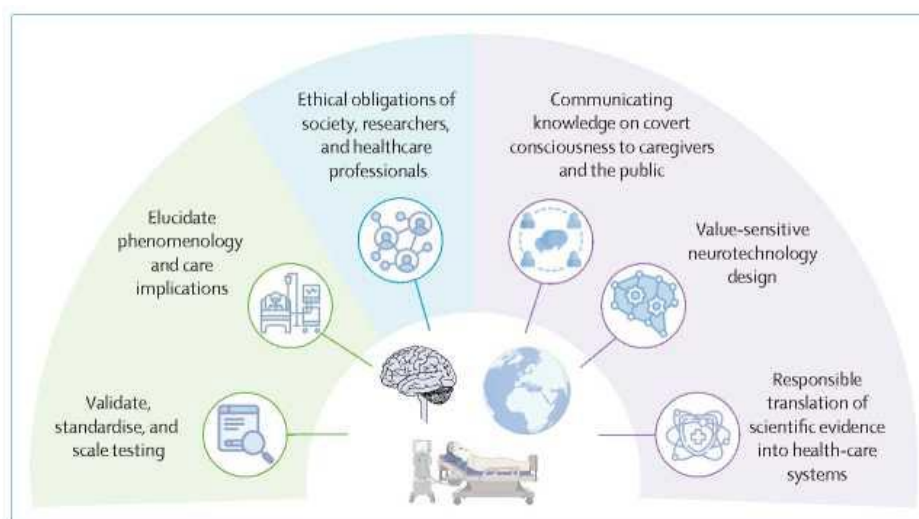 Ethical obligations of
society, researchers,
and healthcare
professionals
Communicating
knowledge on covert
consciousness to caregivers
and the public
Elucidate
phenomenology
and care
implications
Value-sensitive
neurotechnology
design
Validate,
standardise, and
scale testing
Responsible
translation of
scientific evidence
into health-care
systems